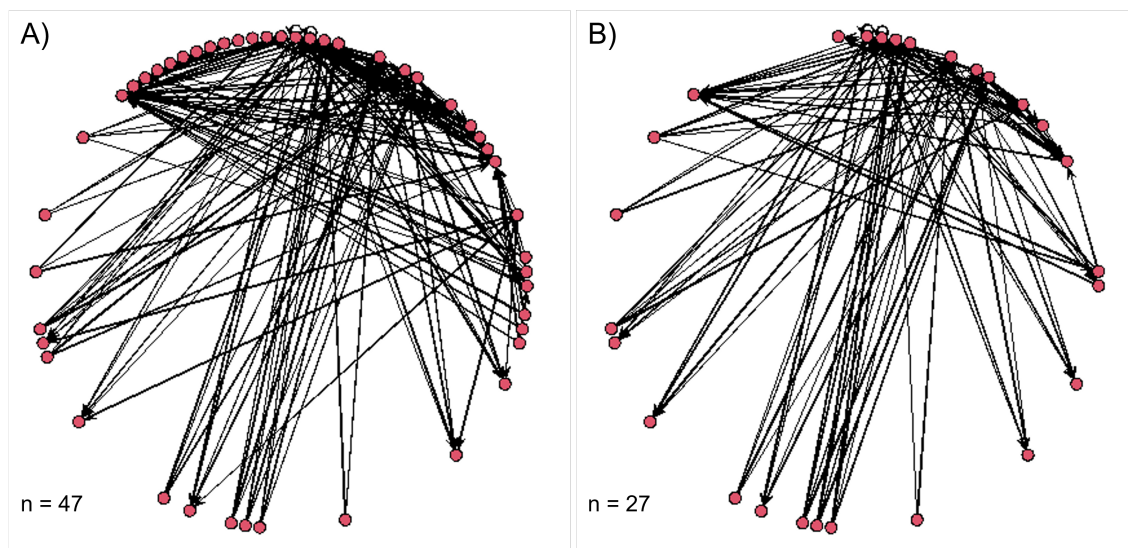 A)
B)
n = 47
n = 27